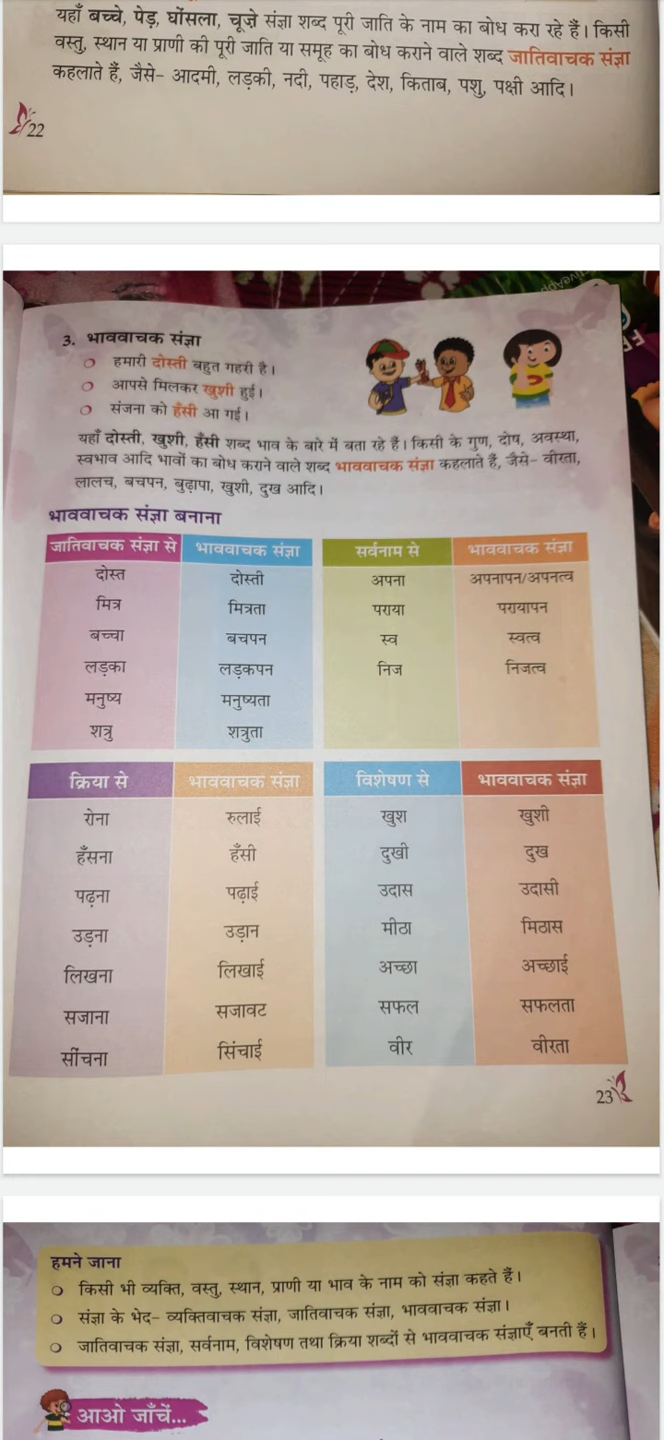 यहाँ बच्चे, पेड़, घोंसला, चूज़े संज्ञा शब्द पूरी जाति के नाम का बोध करा रहे हैं। किसी
वस्तु, स्थान या प्राणी की पूरी जाति या समूह का बोध कराने वाले शब्द जातिवाचक संज्ञा
कहलाते हैं, जैसे- आदमी, लड़की, नदी, पहाड़, देश, किताब, पशु, पक्षी आदि।
22
3. भाववाचक संज्ञा
हमारी दोस्ती बहुत गहरी है।
आपसे मिलकर खुशी हुई।
संजना को हँसी आ गई।
यहाँ दोस्ती, खुशी, हँसी शब्द भाव के बारे में बता रहे हैं। किसी के गुण, दोष, अवस्था,
स्वभाव आदि भावों का बोध कराने वाले शब्द भाववाचक संज्ञा कहलाते हैं, जैसे- वीरता,
लालच, बचपन, बुढ़ापा, खुशी, दुख आदि।
भाववाचक संज्ञा बनाना
जातिवाचक संज्ञा से भाववाचक संज्ञा सर्वनाम से भाववाचक संज्ञा
दोस्त दोस्ती अपना अपनापन/अपनत्व
मित्र मित्रता पराया परायापन
बच्चा बचपन स्व स्वत्व
लड़का लड़कपन निज निजत्व
मनुष्य मनुष्यता
शत्रु शत्रुता
क्रिया से भाववाचक संज्ञा विशेषण से भाववाचक संज्ञा
रोना रुलाई खुश खुशी
हँसना हँसी दुखी दुख
पढ़ना पढ़ाई उदास उदासी
उड़ना उड़ान मीठा मिठास
लिखना लिखाई अच्छा अच्छाई
सजाना सजावट सफल सफलता
सींचना सिंचाई वीर वीरता
23
हमने जाना
किसी भी व्यक्ति, वस्तु, स्थान, प्राणी या भाव के नाम को संज्ञा कहते हैं।
संज्ञा के भेद- व्यक्तिवाचक संज्ञा, जातिवाचक संज्ञा, भाववाचक संज्ञा।
जातिवाचक संज्ञा, सर्वनाम, विशेषण तथा क्रिया शब्दों से भाववाचक संज्ञाएँ बनती हैं।
आओ जाँचें...